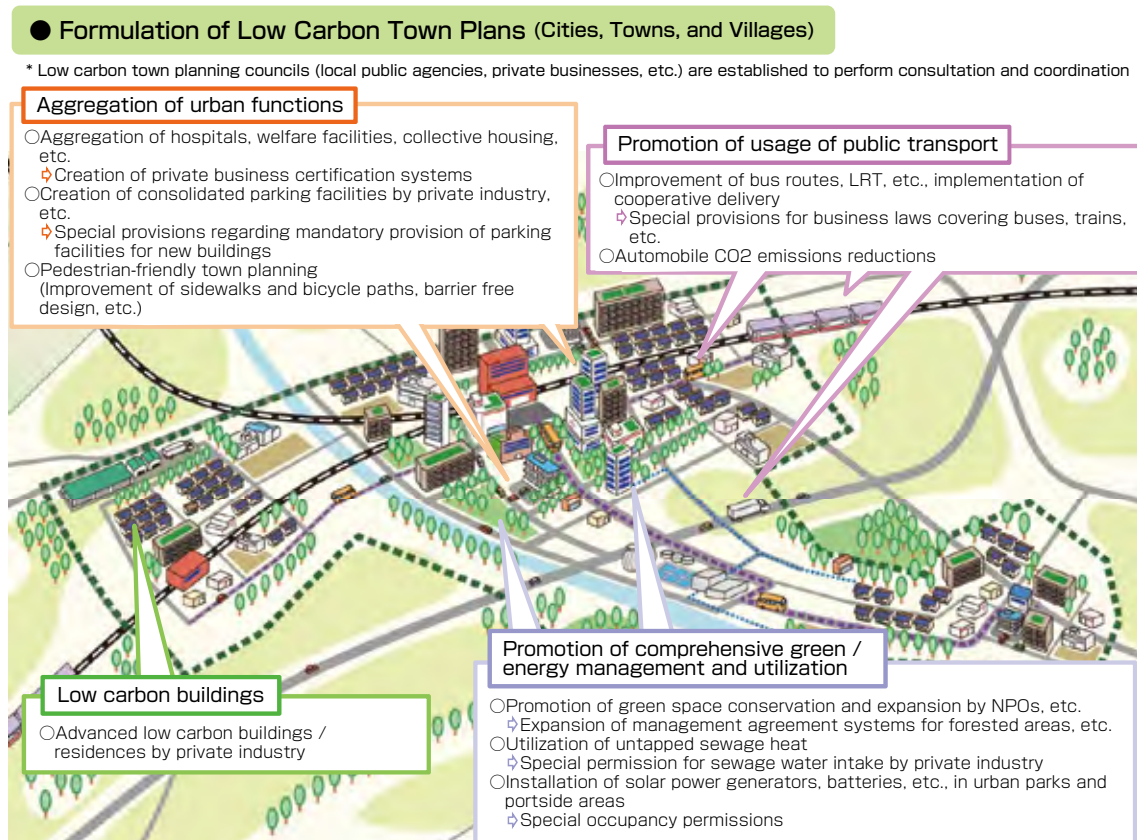 ● Formulation of Low Carbon Town Plans (Cities, Towns, and Villages)
* Low carbon town planning councils (local public agencies, private businesses, etc.) are established to perform consultation and coordination
Aggregation of urban functions
○Aggregation of hospitals, welfare facilities, collective housing,
etc.
⇨Creation of private business certification systems
○Creation of consolidated parking facilities by private industry,
etc.
⇨Special provisions regarding mandatory provision of parking
facilities for new buildings
○Pedestrian-friendly town planning
(Improvement of sidewalks and bicycle paths, barrier free
design, etc.)
Promotion of usage of public transport
○Improvement of bus routes, LRT, etc., implementation of
cooperative delivery
⇨Special provisions for business laws covering buses, trains,
etc.
○Automobile CO2 emissions reductions
Low carbon buildings
○Advanced low carbon buildings /
residences by private industry
Promotion of comprehensive green /
energy management and utilization
○Promotion of green space conservation and expansion by NPOs, etc.
⇨Expansion of management agreement systems for forested areas, etc.
○Utilization of untapped sewage heat
⇨Special permission for sewage water intake by private industry
○Installation of solar power generators, batteries, etc., in urban parks and
portside areas
⇨Special occupancy permissions